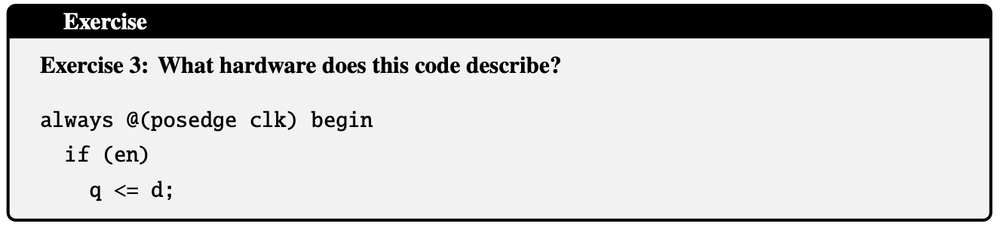 Exercise
Exercise 3: What hardware does this code describe?
always @(posedge clk) begin
if (en)
q <= d;